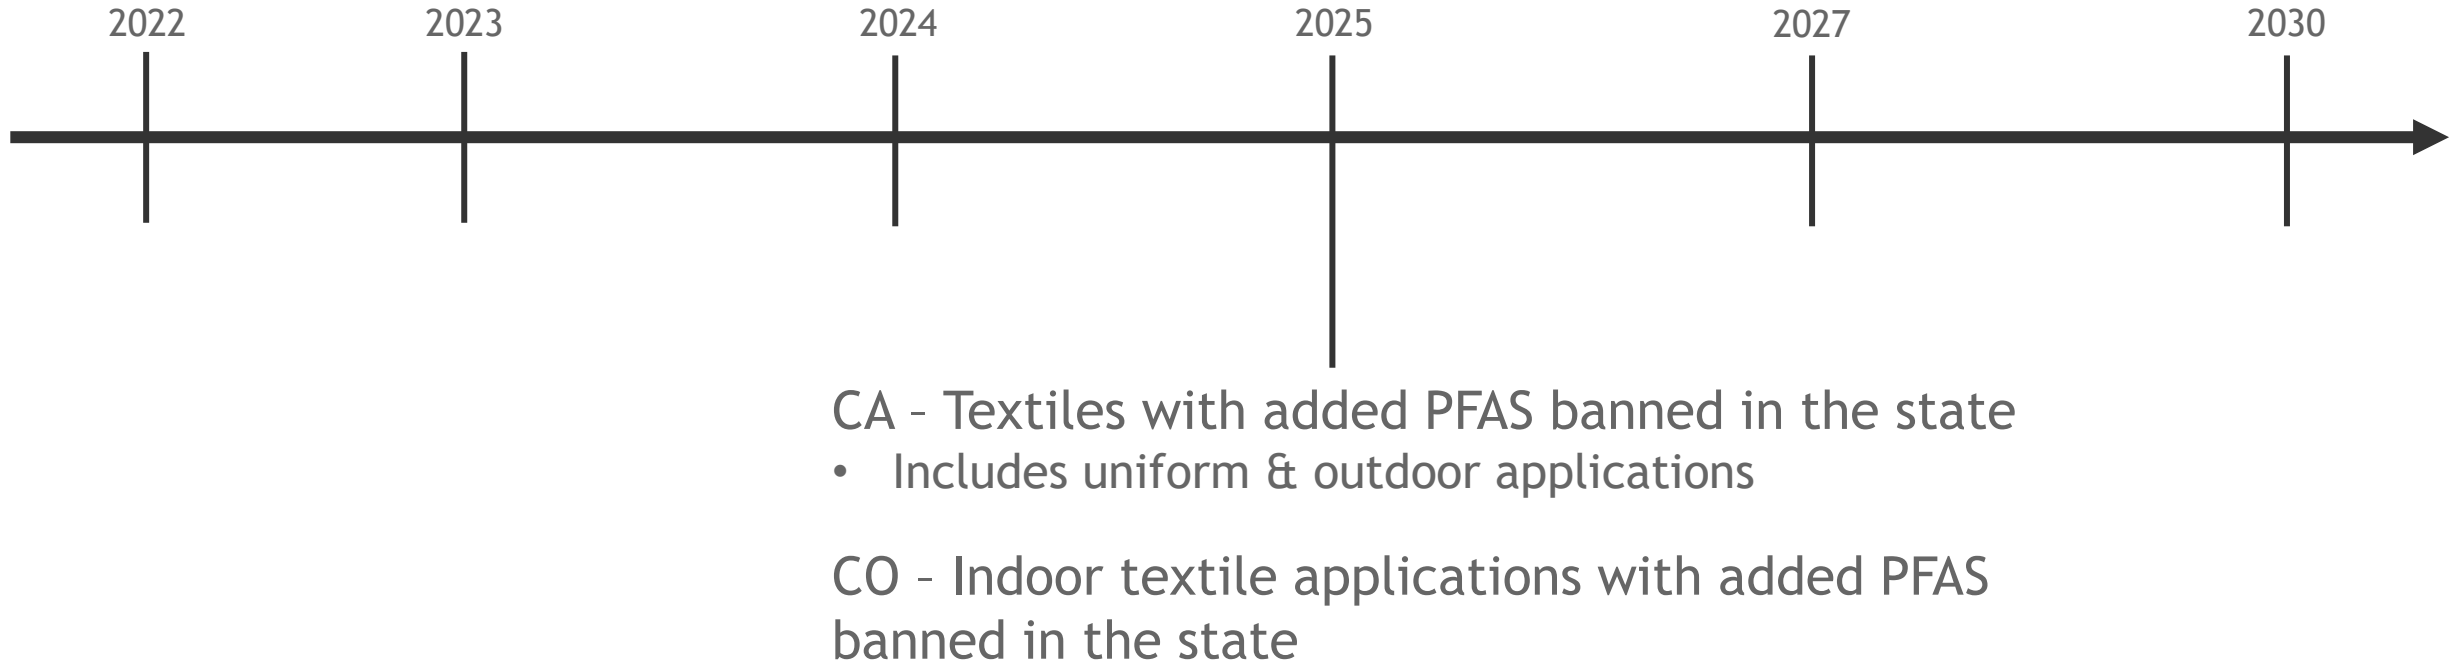 2022 2023 2024 2025 2027 2030
CA – Textiles with added PFAS banned in the state
• Includes uniform & outdoor applications
CO – Indoor textile applications with added PFAS
banned in the state